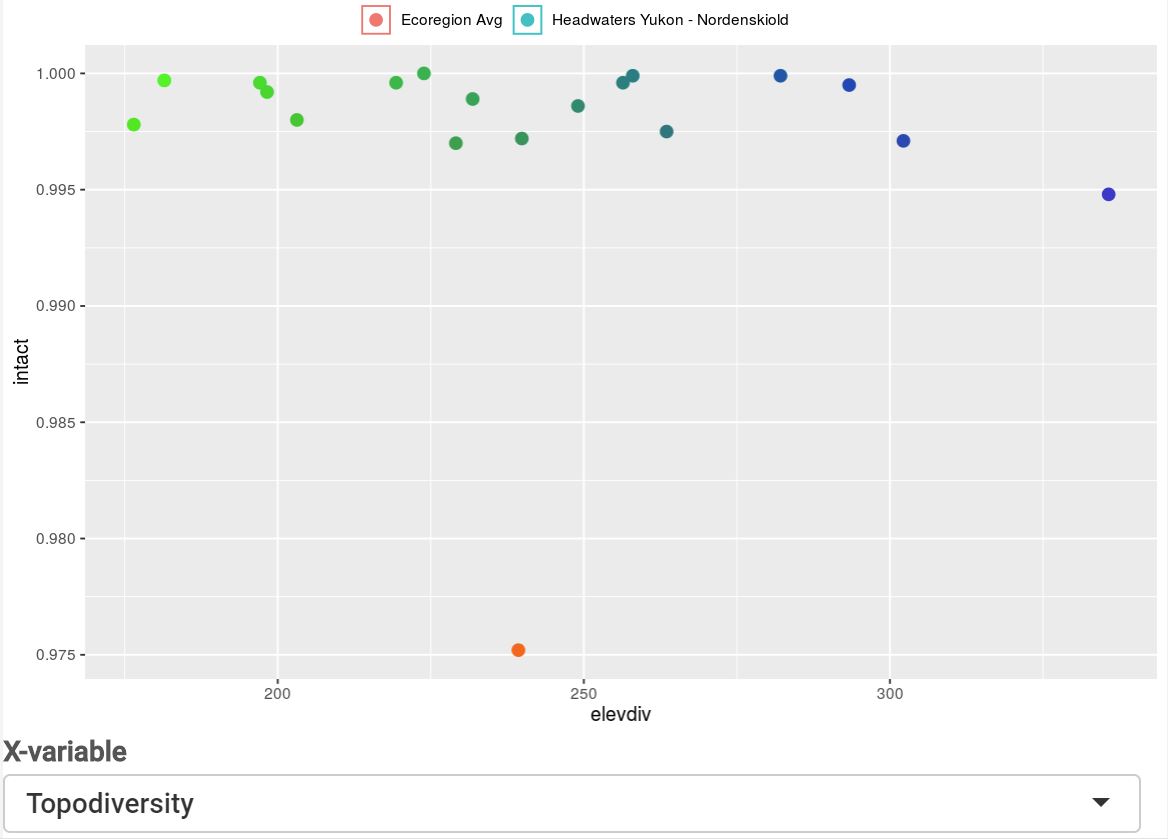 Ecoregion Avg Headwaters Yukon - Nordenskiold
1.000
0.995
0.990
0.985
0.980
0.975
intact
200 250 300
elevdiv
X-variable
Topodiversity